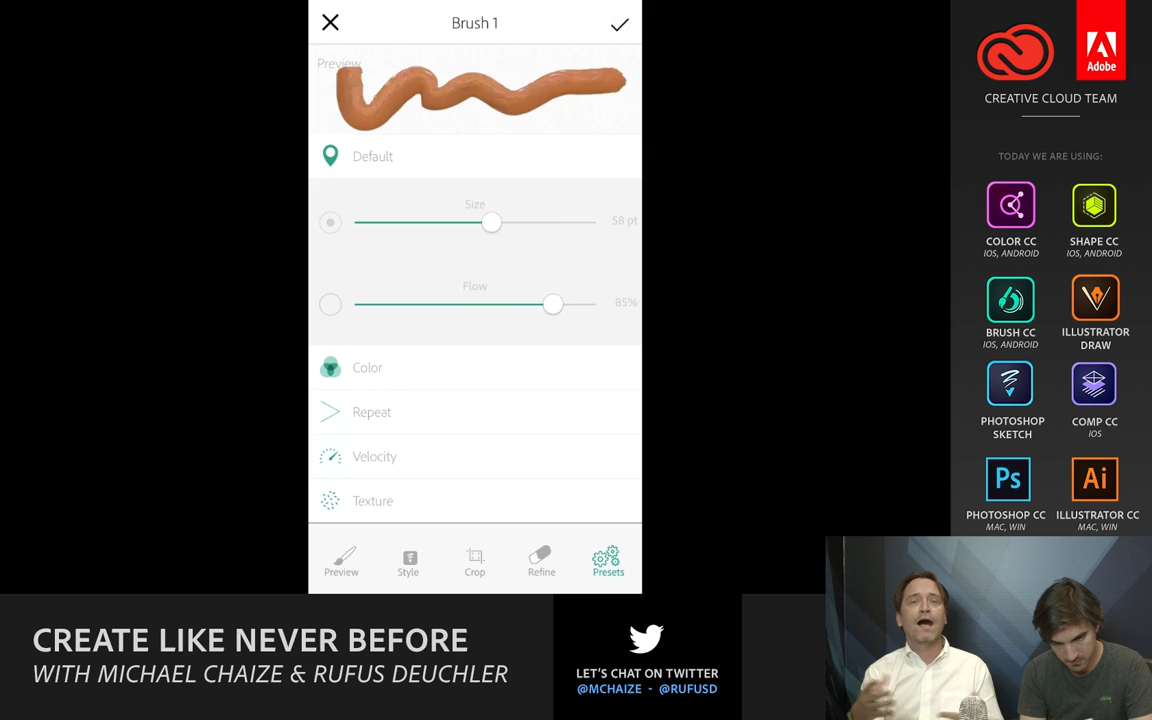 Brush 1
Preview
Default
Size
58 pt
Flow
85%
Color
Repeat
Velocity
Texture
Preview
Style
Crop
Refine
Presets
Adobe
CREATIVE CLOUD TEAM
TODAY WE ARE USING:
COLOR CC
IOS, ANDROID
SHAPE CC
IOS, ANDROID
BRUSH CC
IOS, ANDROID
ILLUSTRATOR
DRAW
PHOTOSHOP
SKETCH
COMP CC
IOS
Ps
PHOTOSHOP CC
MAC, WIN
Ai
ILLUSTRATOR CC
MAC, WIN
CREATE LIKE NEVER BEFORE
WITH MICHAEL CHAIZE & RUFUS DEUCHLER
LET'S CHAT ON TWITTER
@MCHAIZE - @RUFUSD